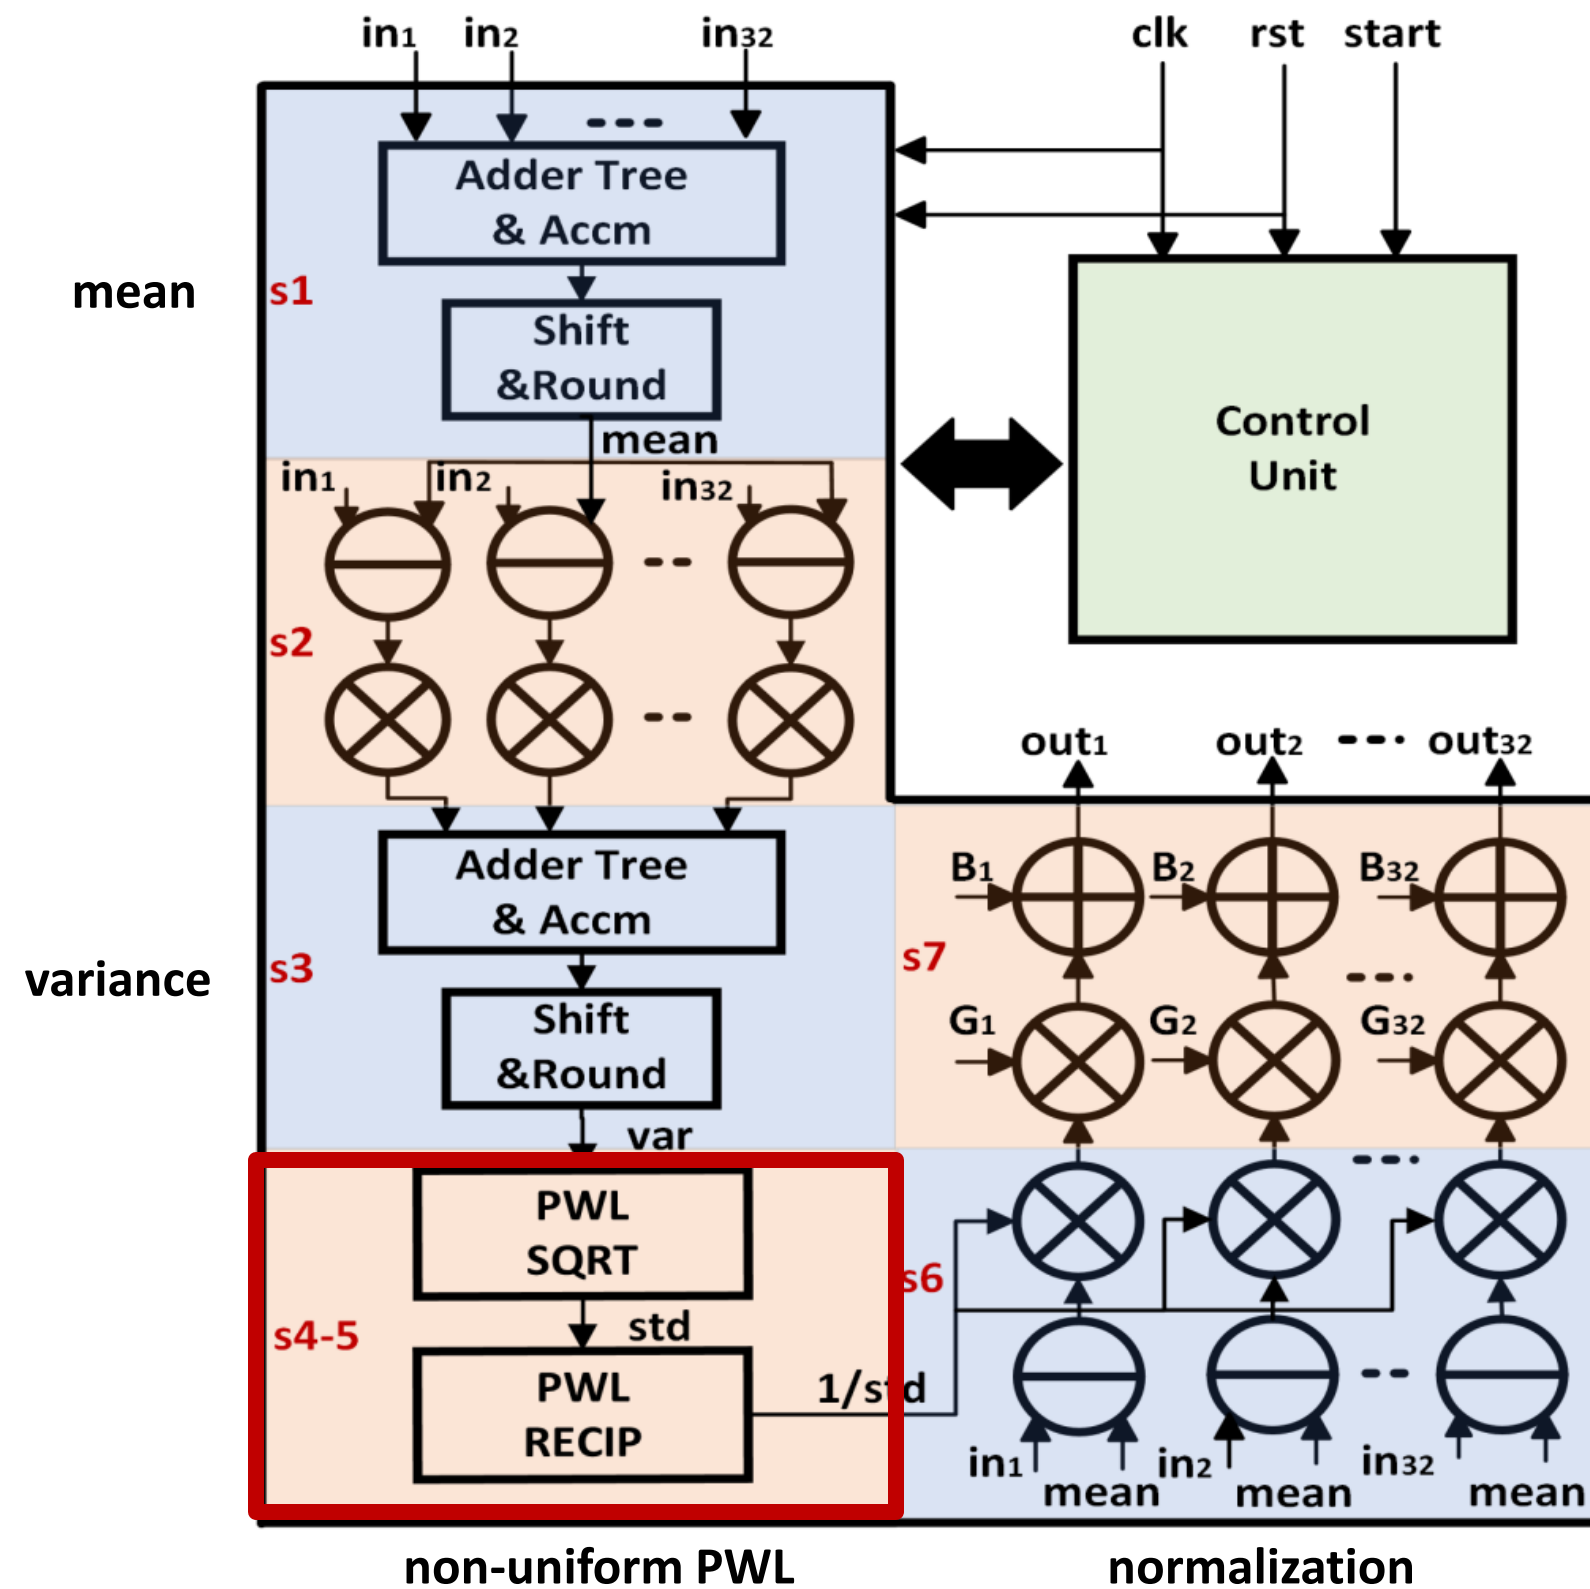 in1 in2 in32 clk rst start
Adder Tree
& Accm
mean
s1
Shift
&Round
mean
Control
Unit
in1 in2 in32
s2
out1 out2 out32
Adder Tree
& Accm
variance
s3
Shift
&Round
var
B1 B2 B32
s7
G1 G2 G32
PWL
SQRT
s4-5
std
PWL
RECIP
1/std
s6
in1 in2 in32
mean mean mean
non-uniform PWL
normalization